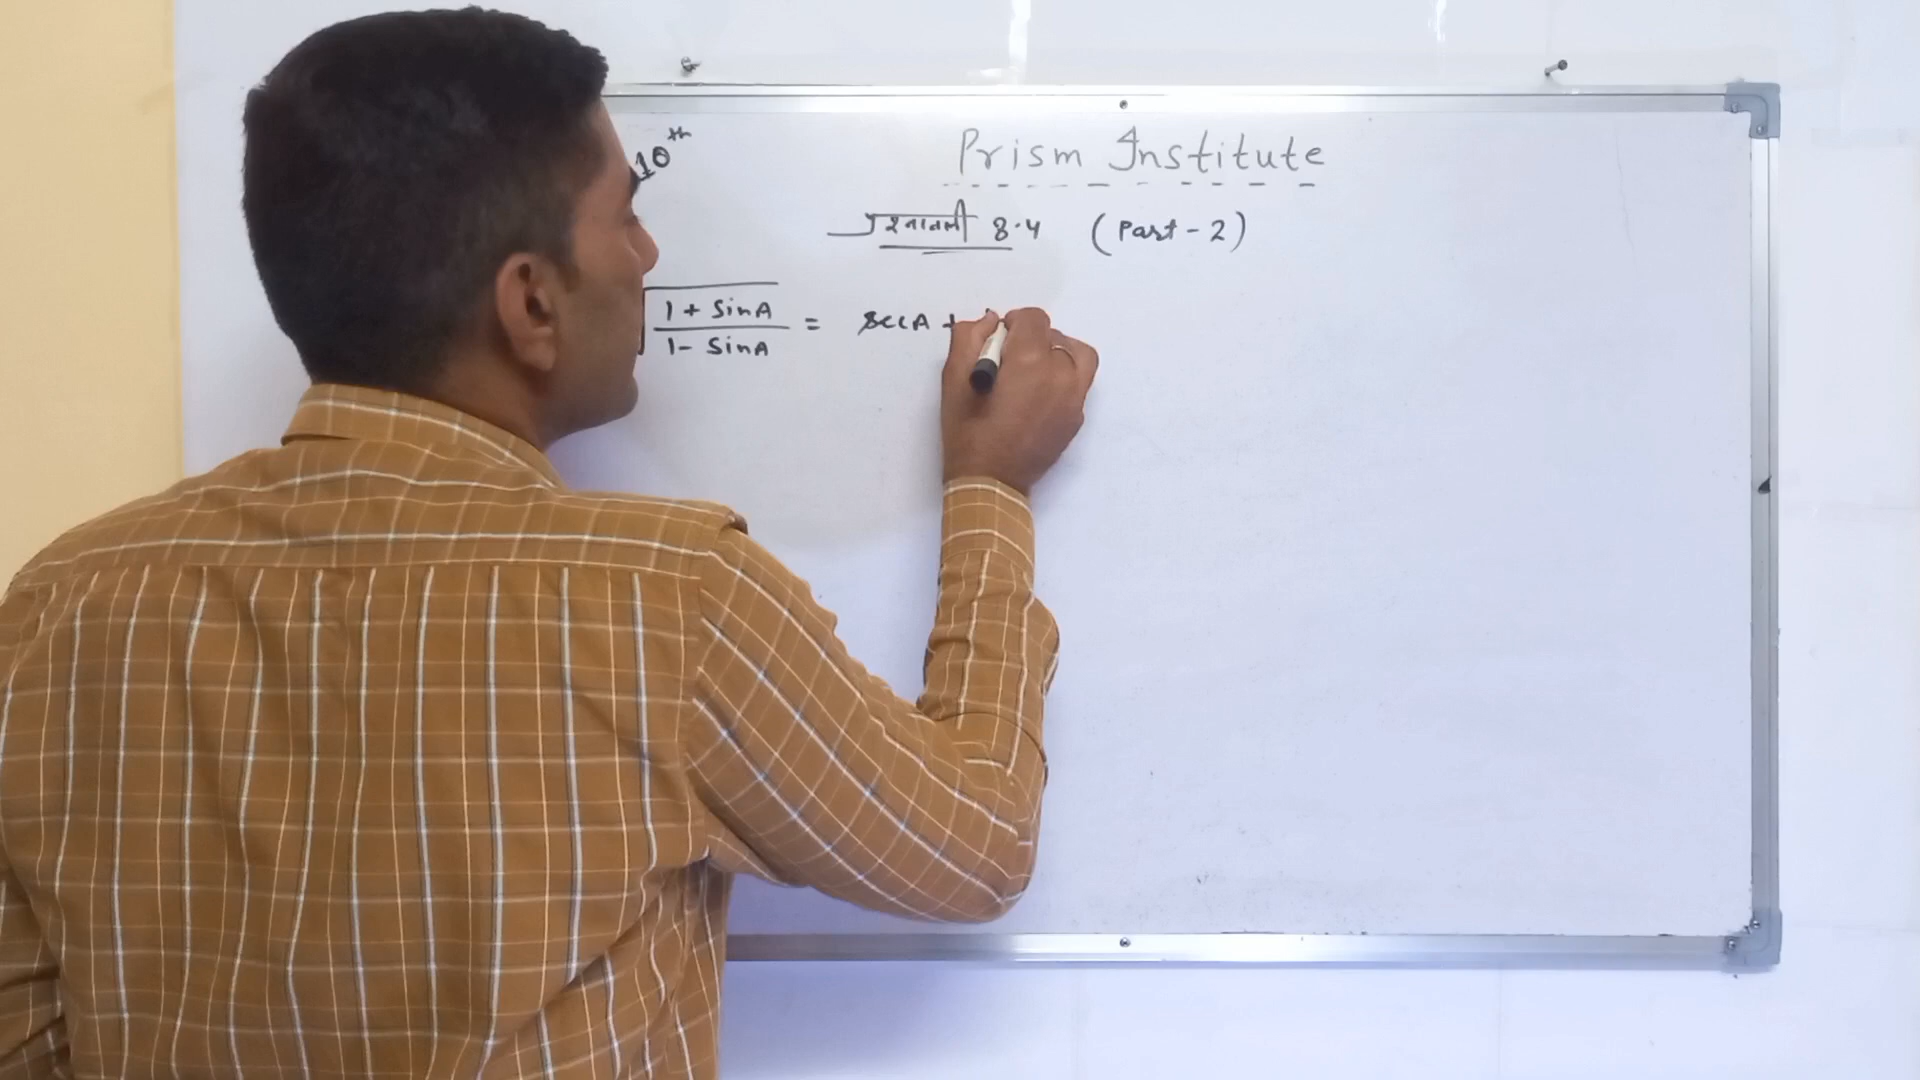 10th
Prism Institute
प्रश्नावली 8.4 (Part-2)
√(1 + sinA / 1 - sinA) = secA +